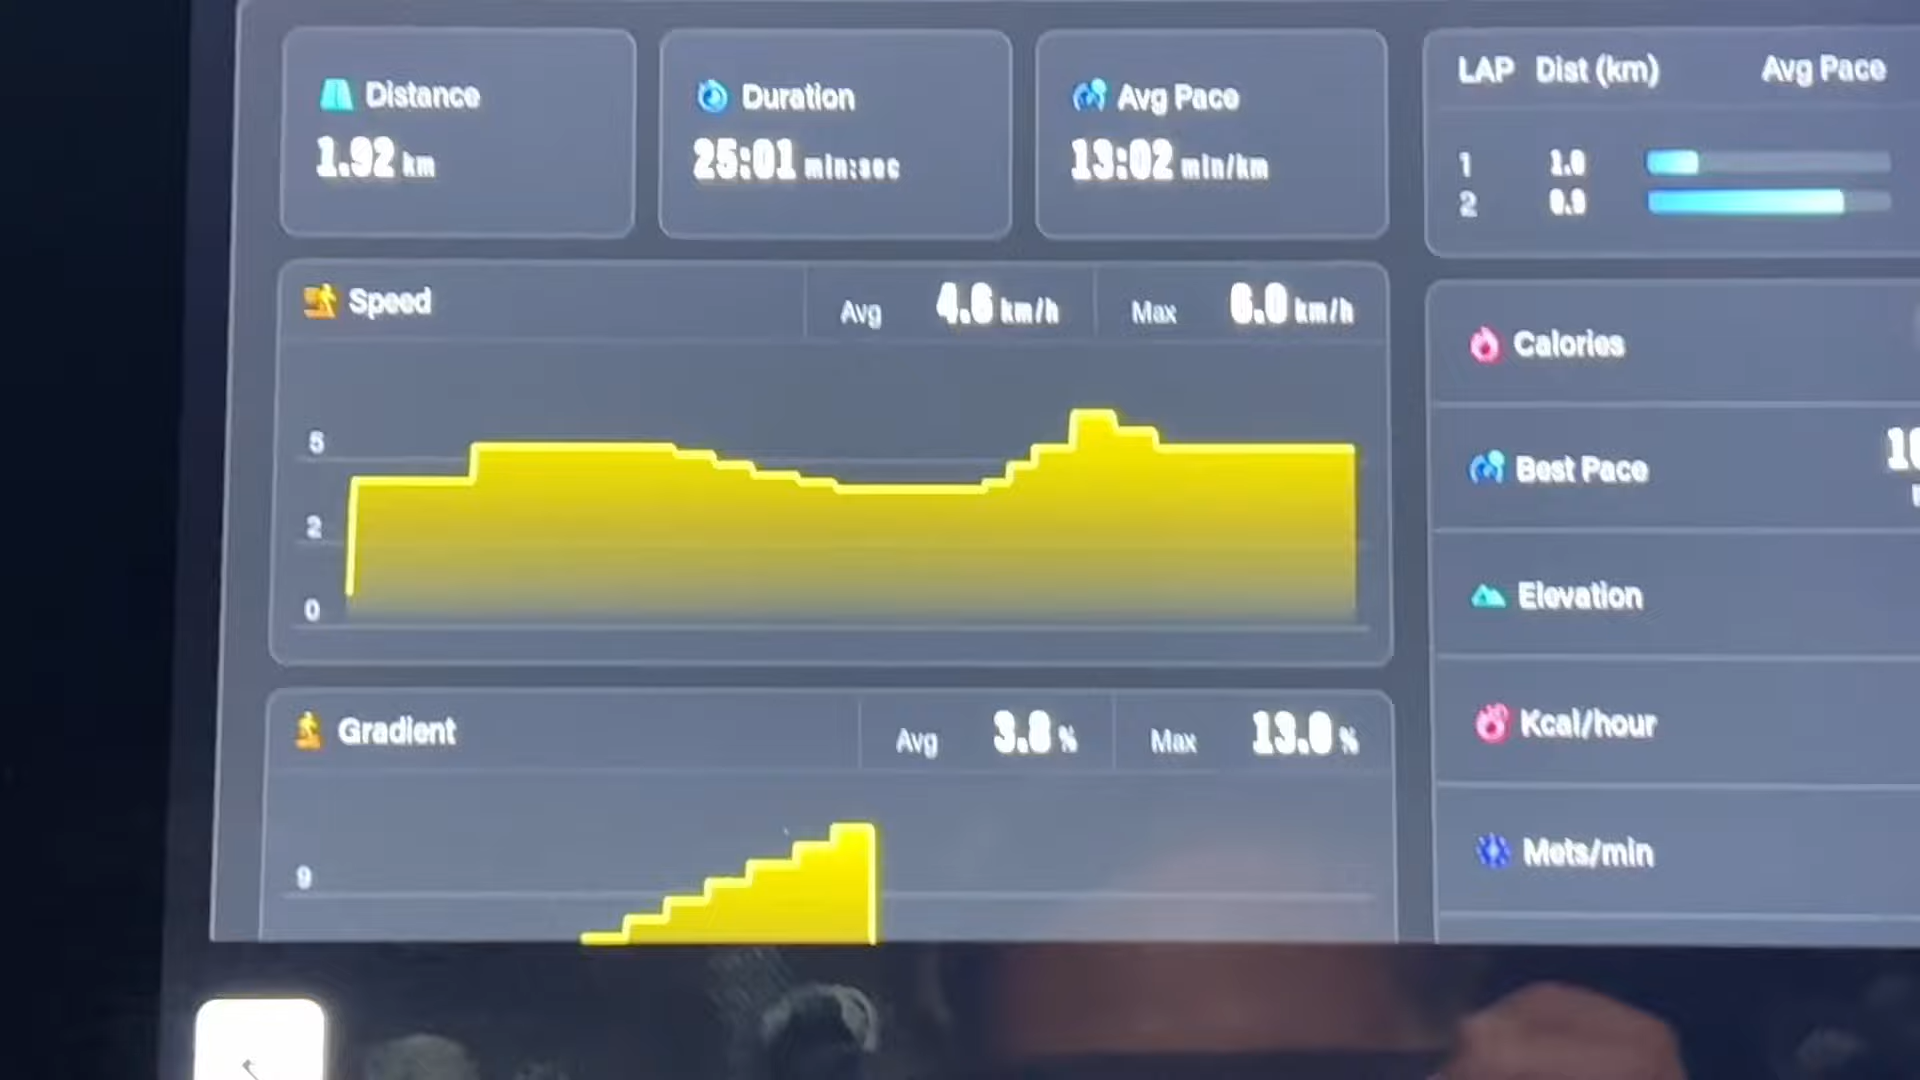 Distance
1.92 km
Duration
25:01 min:sec
Avg Pace
13:02 min/km
LAP Dist (km) Avg Pace
1 1.0
2 0.9
Speed Avg 4.6 km/h Max 6.0 km/h
5
2
0
Gradient Avg 3.8 % Max 13.0 %
9
Calories
Best Pace
Elevation
Kcal/hour
Mets/min